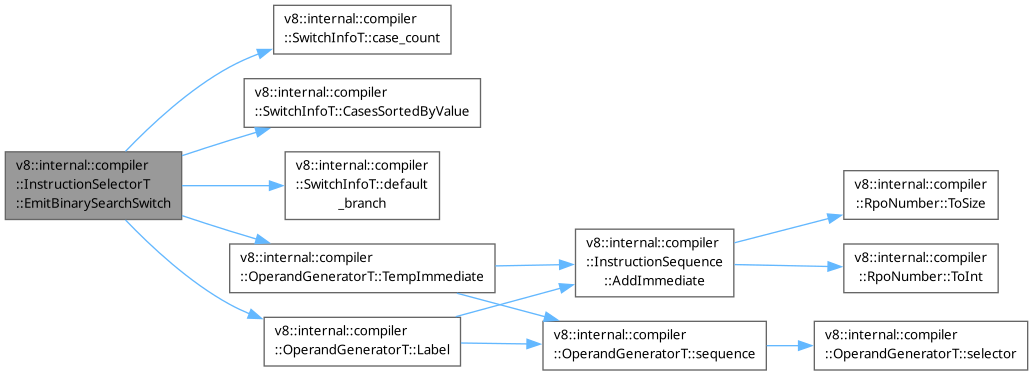 v8::internal::compiler
::SwitchInfoT::case_count
v8::internal::compiler
::SwitchInfoT::CasesSortedByValue
v8::internal::compiler
::InstructionSelectorT
::EmitBinarySearchSwitch
v8::internal::compiler
::SwitchInfoT::default
_branch
v8::internal::compiler
::OperandGeneratorT::TempImmediate
v8::internal::compiler
::OperandGeneratorT::Label
v8::internal::compiler
::InstructionSequence
::AddImmediate
v8::internal::compiler
::OperandGeneratorT::sequence
v8::internal::compiler
::RpoNumber::ToSize
v8::internal::compiler
::RpoNumber::ToInt
v8::internal::compiler
::OperandGeneratorT::selector